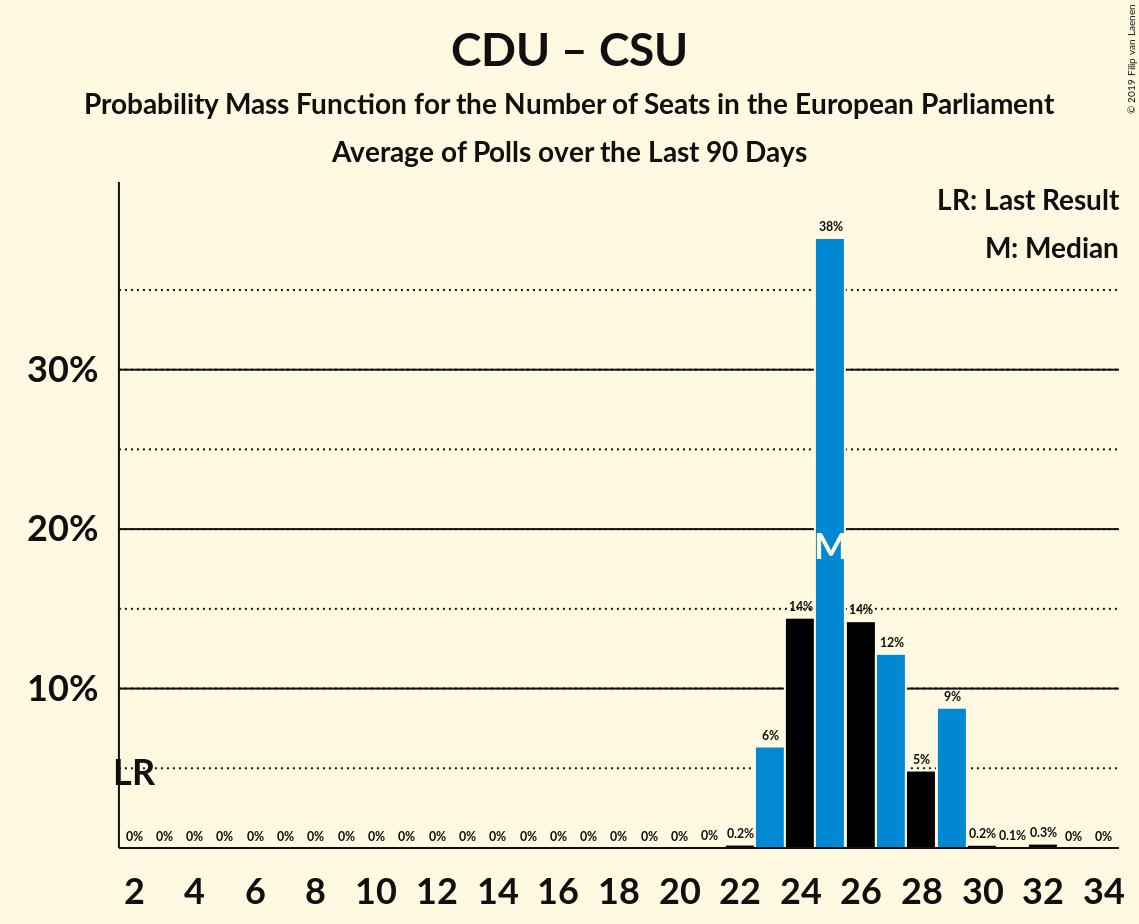 CDU – CSU
Probability Mass Function for the Number of Seats in the European Parliament
Average of Polls over the Last 90 Days
© 2019 Filip van Laenen
LR: Last Result
M: Median
38%
30%
20%
M
14% 14%
12%
10%
9%
6%
5%
LR
0% 0% 0% 0% 0% 0% 0% 0% 0% 0% 0% 0% 0% 0% 0% 0% 0% 0% 0% 0% 0.2% 0.2% 0.1% 0.3% 0% 0%
2 4 6 8 10 12 14 16 18 20 22 24 26 28 30 32 34